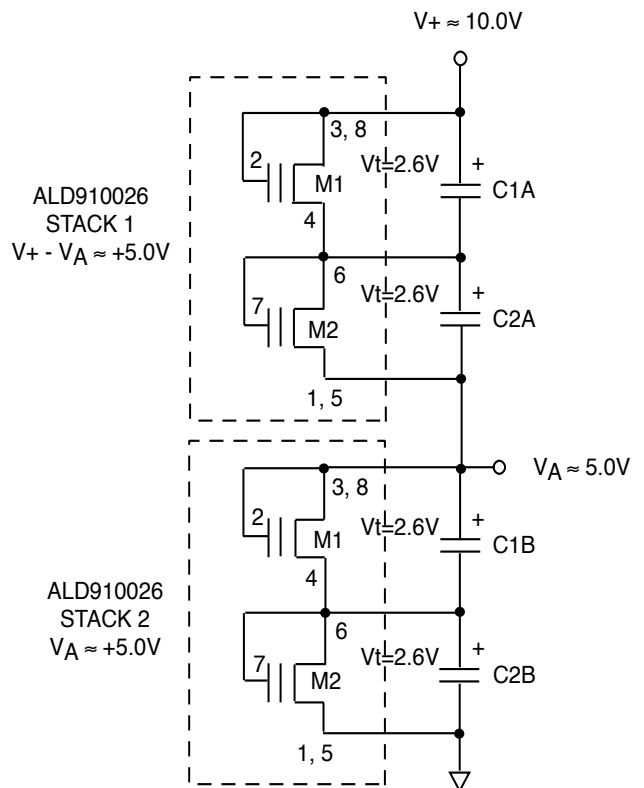 V+ ≈ 10.0V
3, 8
2
M1
Vt=2.6V
+
C1A
4
ALD910026
STACK 1
V+ - VA ≈ +5.0V
6
7
M2
Vt=2.6V
+
C2A
1, 5
VA ≈ 5.0V
3, 8
2
M1
Vt=2.6V
+
C1B
4
ALD910026
STACK 2
VA ≈ +5.0V
6
7
M2
Vt=2.6V
+
C2B
1, 5